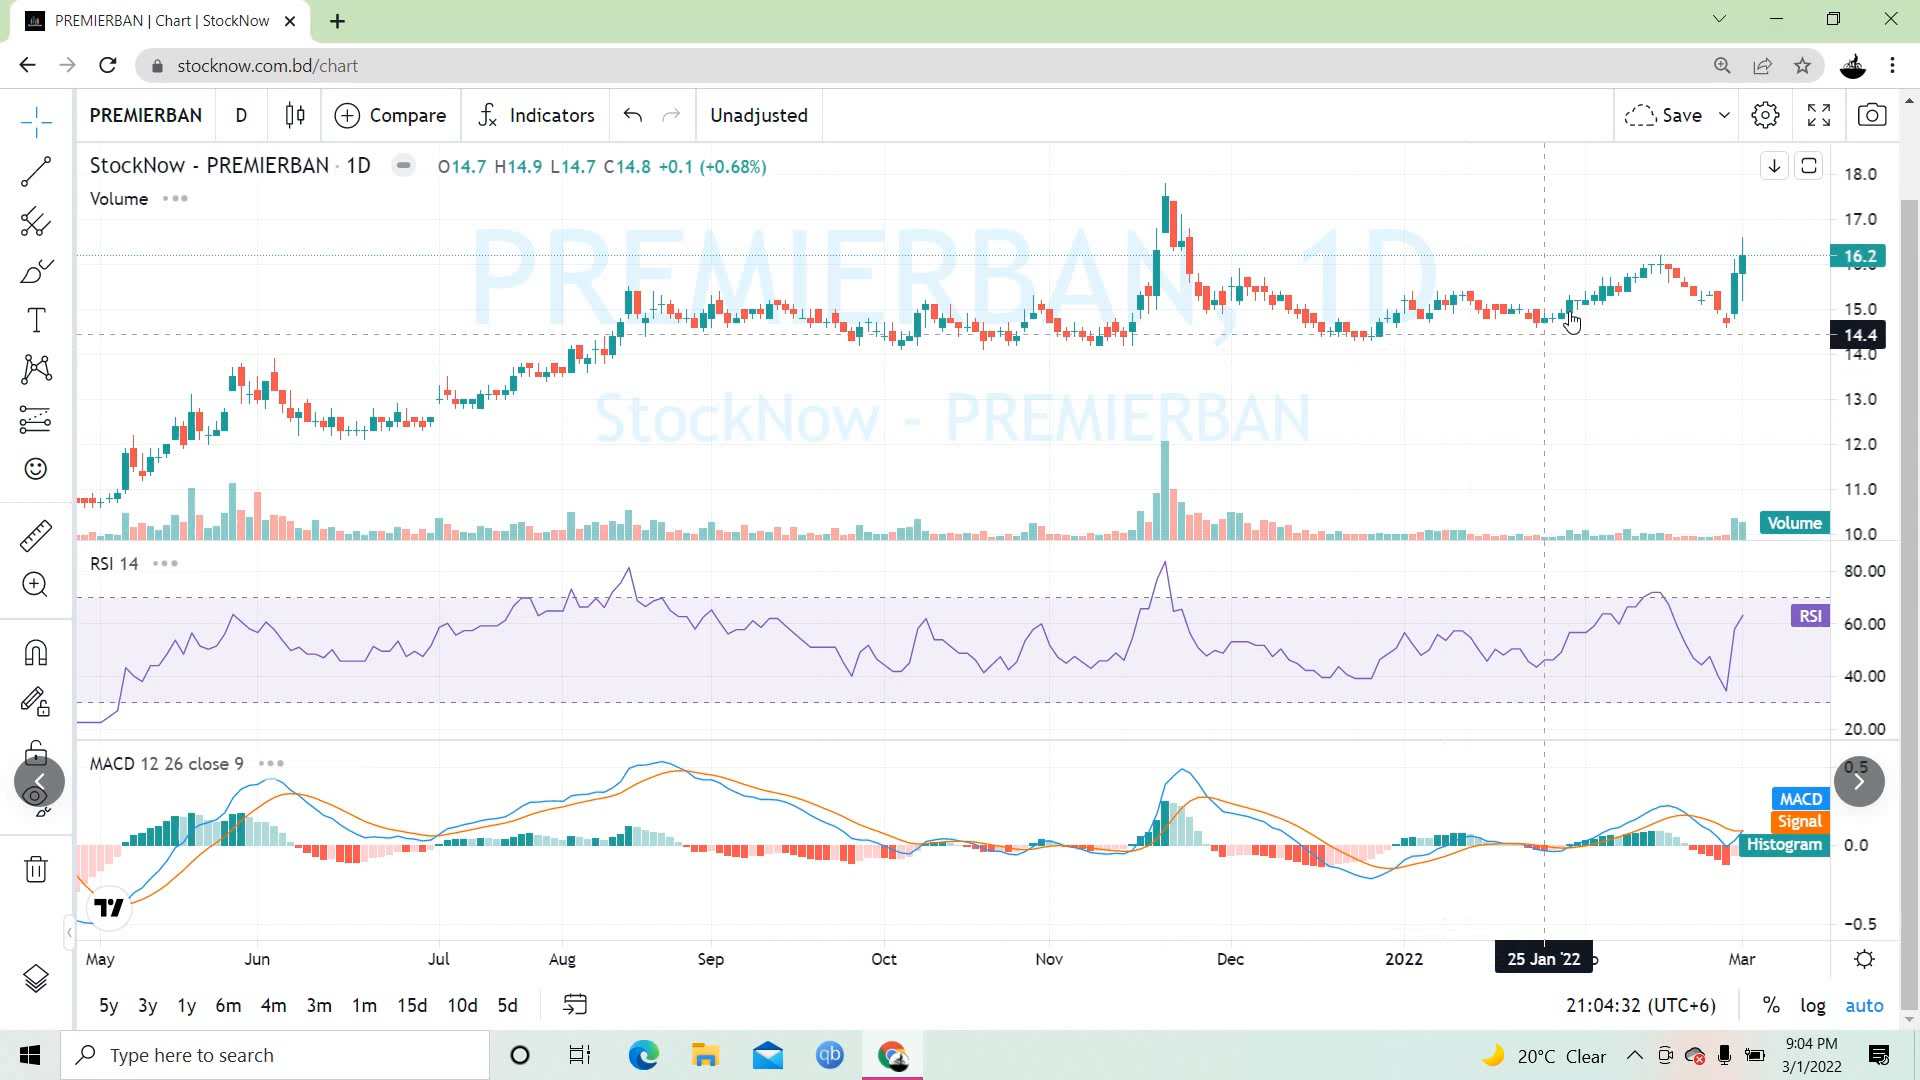 PREMIERBAN | Chart | StockNow
stocknow.com.bd/chart
PREMIERBAN D Compare Indicators Unadjusted Save
StockNow - PREMIERBAN · 1D O14.7 H14.9 L14.7 C14.8 +0.1 (+0.68%)
Volume
PREMIERBAN, 1D
StockNow - PREMIERBAN
18.0
17.0
16.2
16.0
15.0
14.4
14.0
13.0
12.0
11.0
Volume
10.0
RSI 14
80.00
RSI
60.00
40.00
20.00
MACD 12 26 close 9
0.5
MACD
Signal
Histogram
0.0
-0.5
May Jun Jul Aug Sep Oct Nov Dec 2022 25 Jan '22 Mar
5y 3y 1y 6m 4m 3m 1m 15d 10d 5d 21:04:32 (UTC+6) % log auto
Type here to search
qb
20°C Clear
9:04 PM
3/1/2022